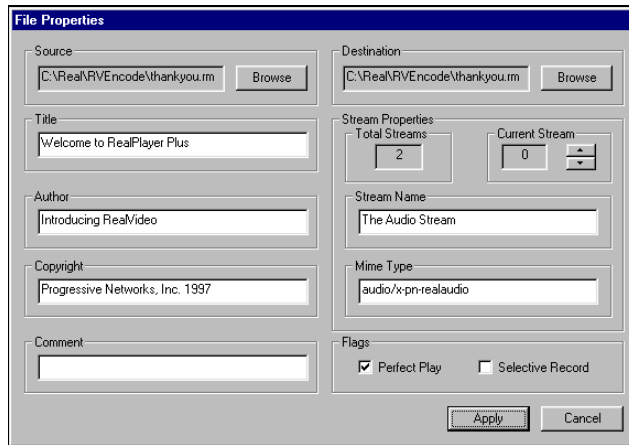 File Properties
Source
C:\Real\RVEncode\thankyou.rm
Browse
Destination
C:\Real\RVEncode\thankyou.rm
Browse
Title
Welcome to RealPlayer Plus
Stream Properties
Total Streams
2
Current Stream
0
Author
Introducing RealVideo
Stream Name
The Audio Stream
Copyright
Progressive Networks, Inc. 1997
Mime Type
audio/x-pn-realaudio
Comment
Flags
Perfect Play
Selective Record
Apply
Cancel